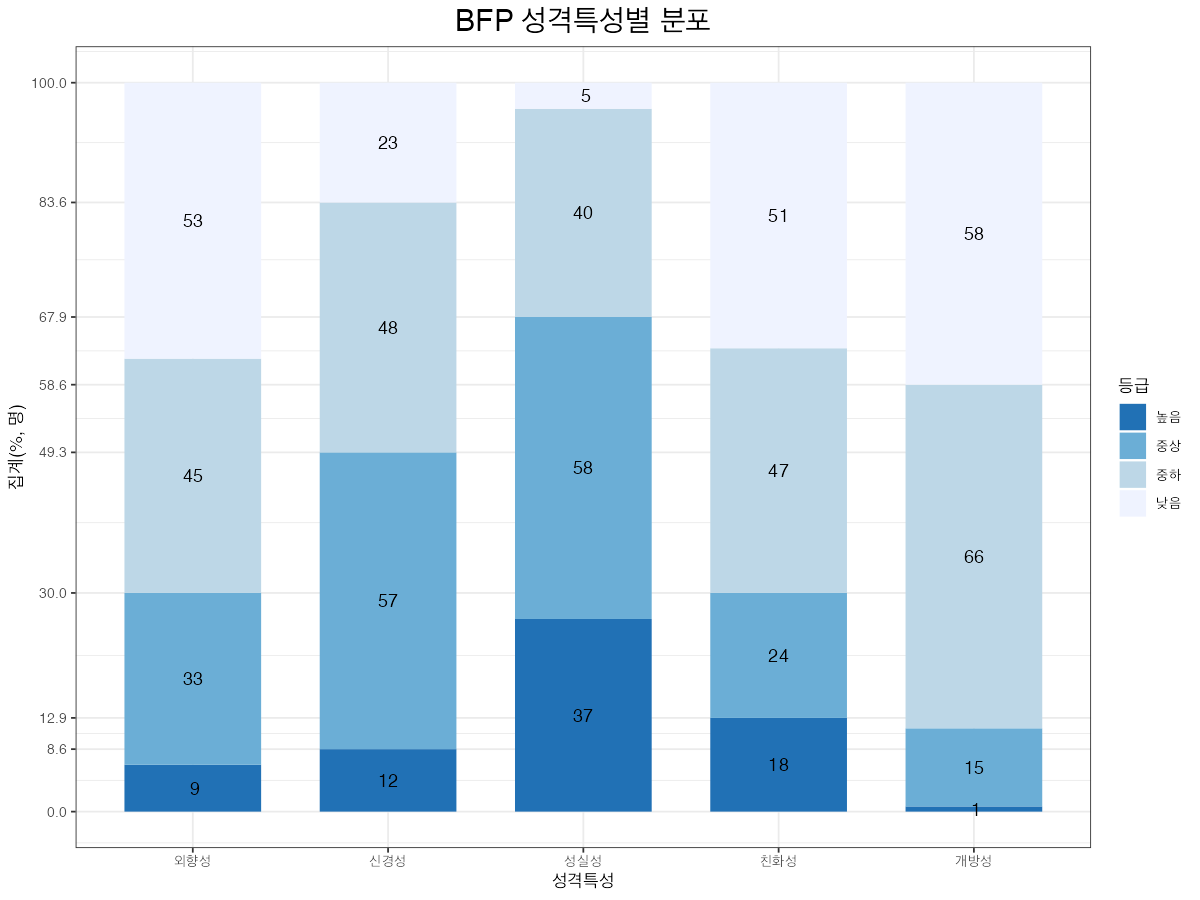 BFP 성격특성별 분포
집계(%, 명)
100.0
83.6
67.9
58.6
49.3
30.0
12.9
8.6
0.0
53
45
33
9
23
48
57
12
5
40
58
37
51
47
24
18
58
66
15
1
외향성
신경성
성실성
친화성
개방성
성격특성
등급
높음
중상
중하
낮음